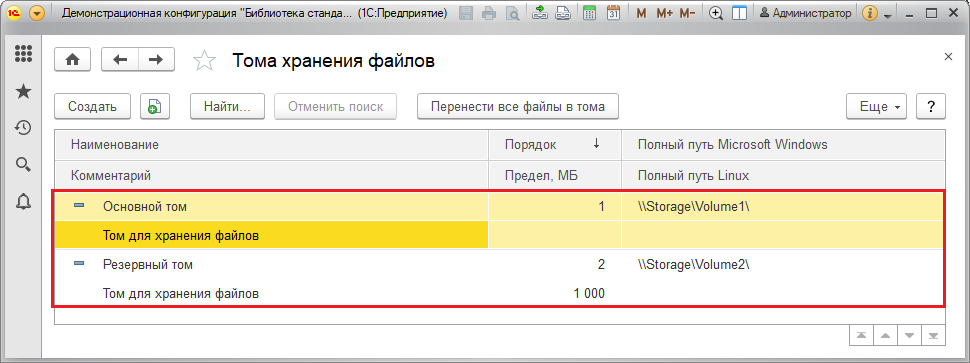 Демонстрационная конфигурация "Библиотека станда... (1С:Предприятие)
M M+ M- Администратор
Тома хранения файлов
Создать Найти... Отменить поиск Перенести все файлы в тома Еще ?
Наименование Порядок ↓ Полный путь Microsoft Windows
Комментарий Предел, МБ Полный путь Linux
Основной том 1 \\Storage\Volume1\
Том для хранения файлов
Резервный том 2 \\Storage\Volume2\
Том для хранения файлов 1 000